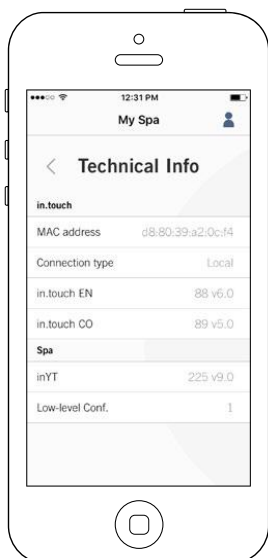 12:31 PM
My Spa
Technical Info
in.touch
MAC address d8:80:39:a2:0c:f4
Connection type Local
in.touch EN 88 v6.0
in.touch CO 89 v5.0
Spa
inYT 225 v9.0
Low-level Conf. 1